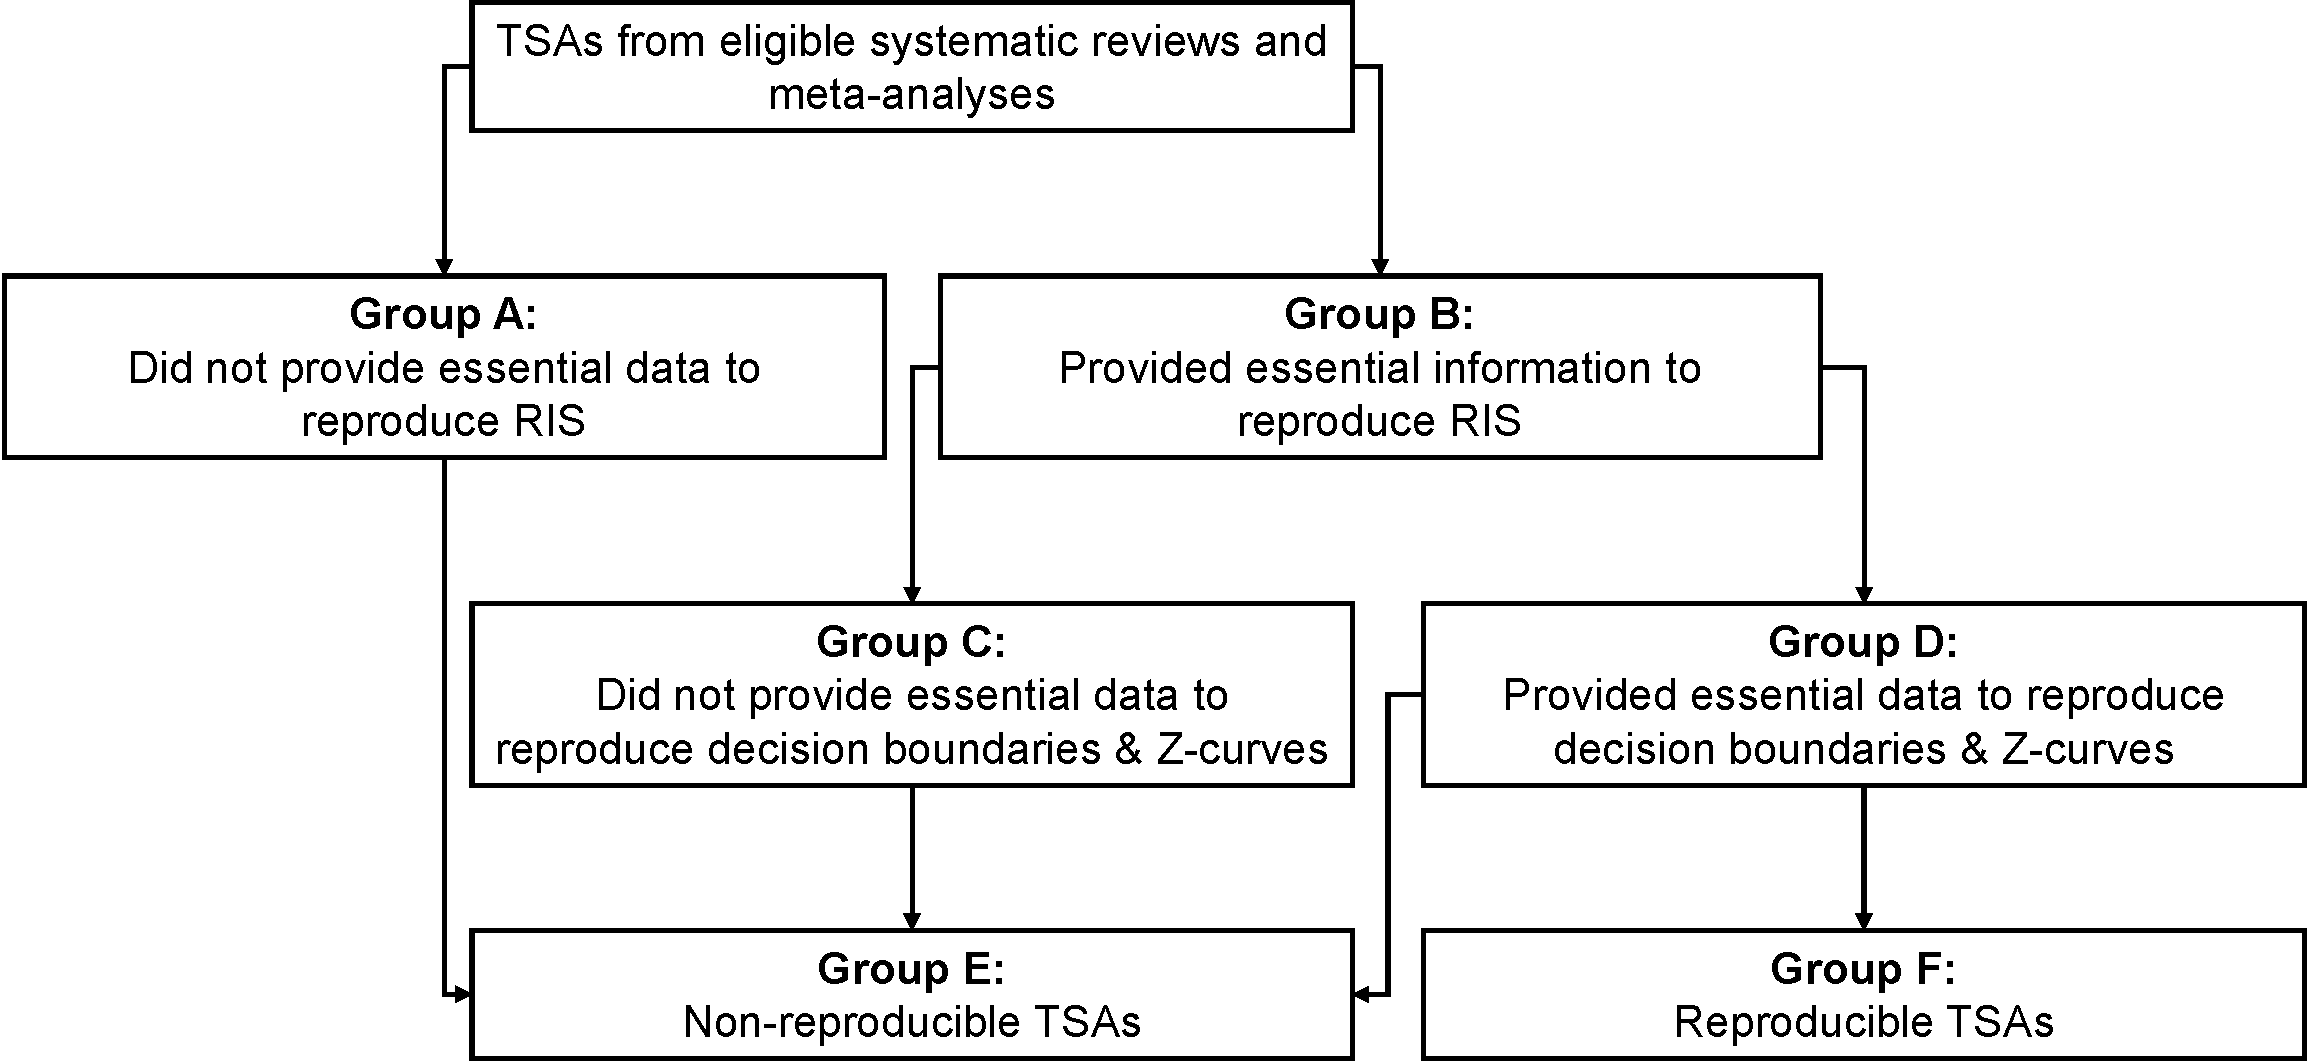 TSAs from eligible systematic reviews and
meta-analyses
Group A:
Did not provide essential data to
reproduce RIS
Group B:
Provided essential information to
reproduce RIS
Group C:
Did not provide essential data to
reproduce decision boundaries & Z-curves
Group D:
Provided essential data to reproduce
decision boundaries & Z-curves
Group E:
Non-reproducible TSAs
Group F:
Reproducible TSAs